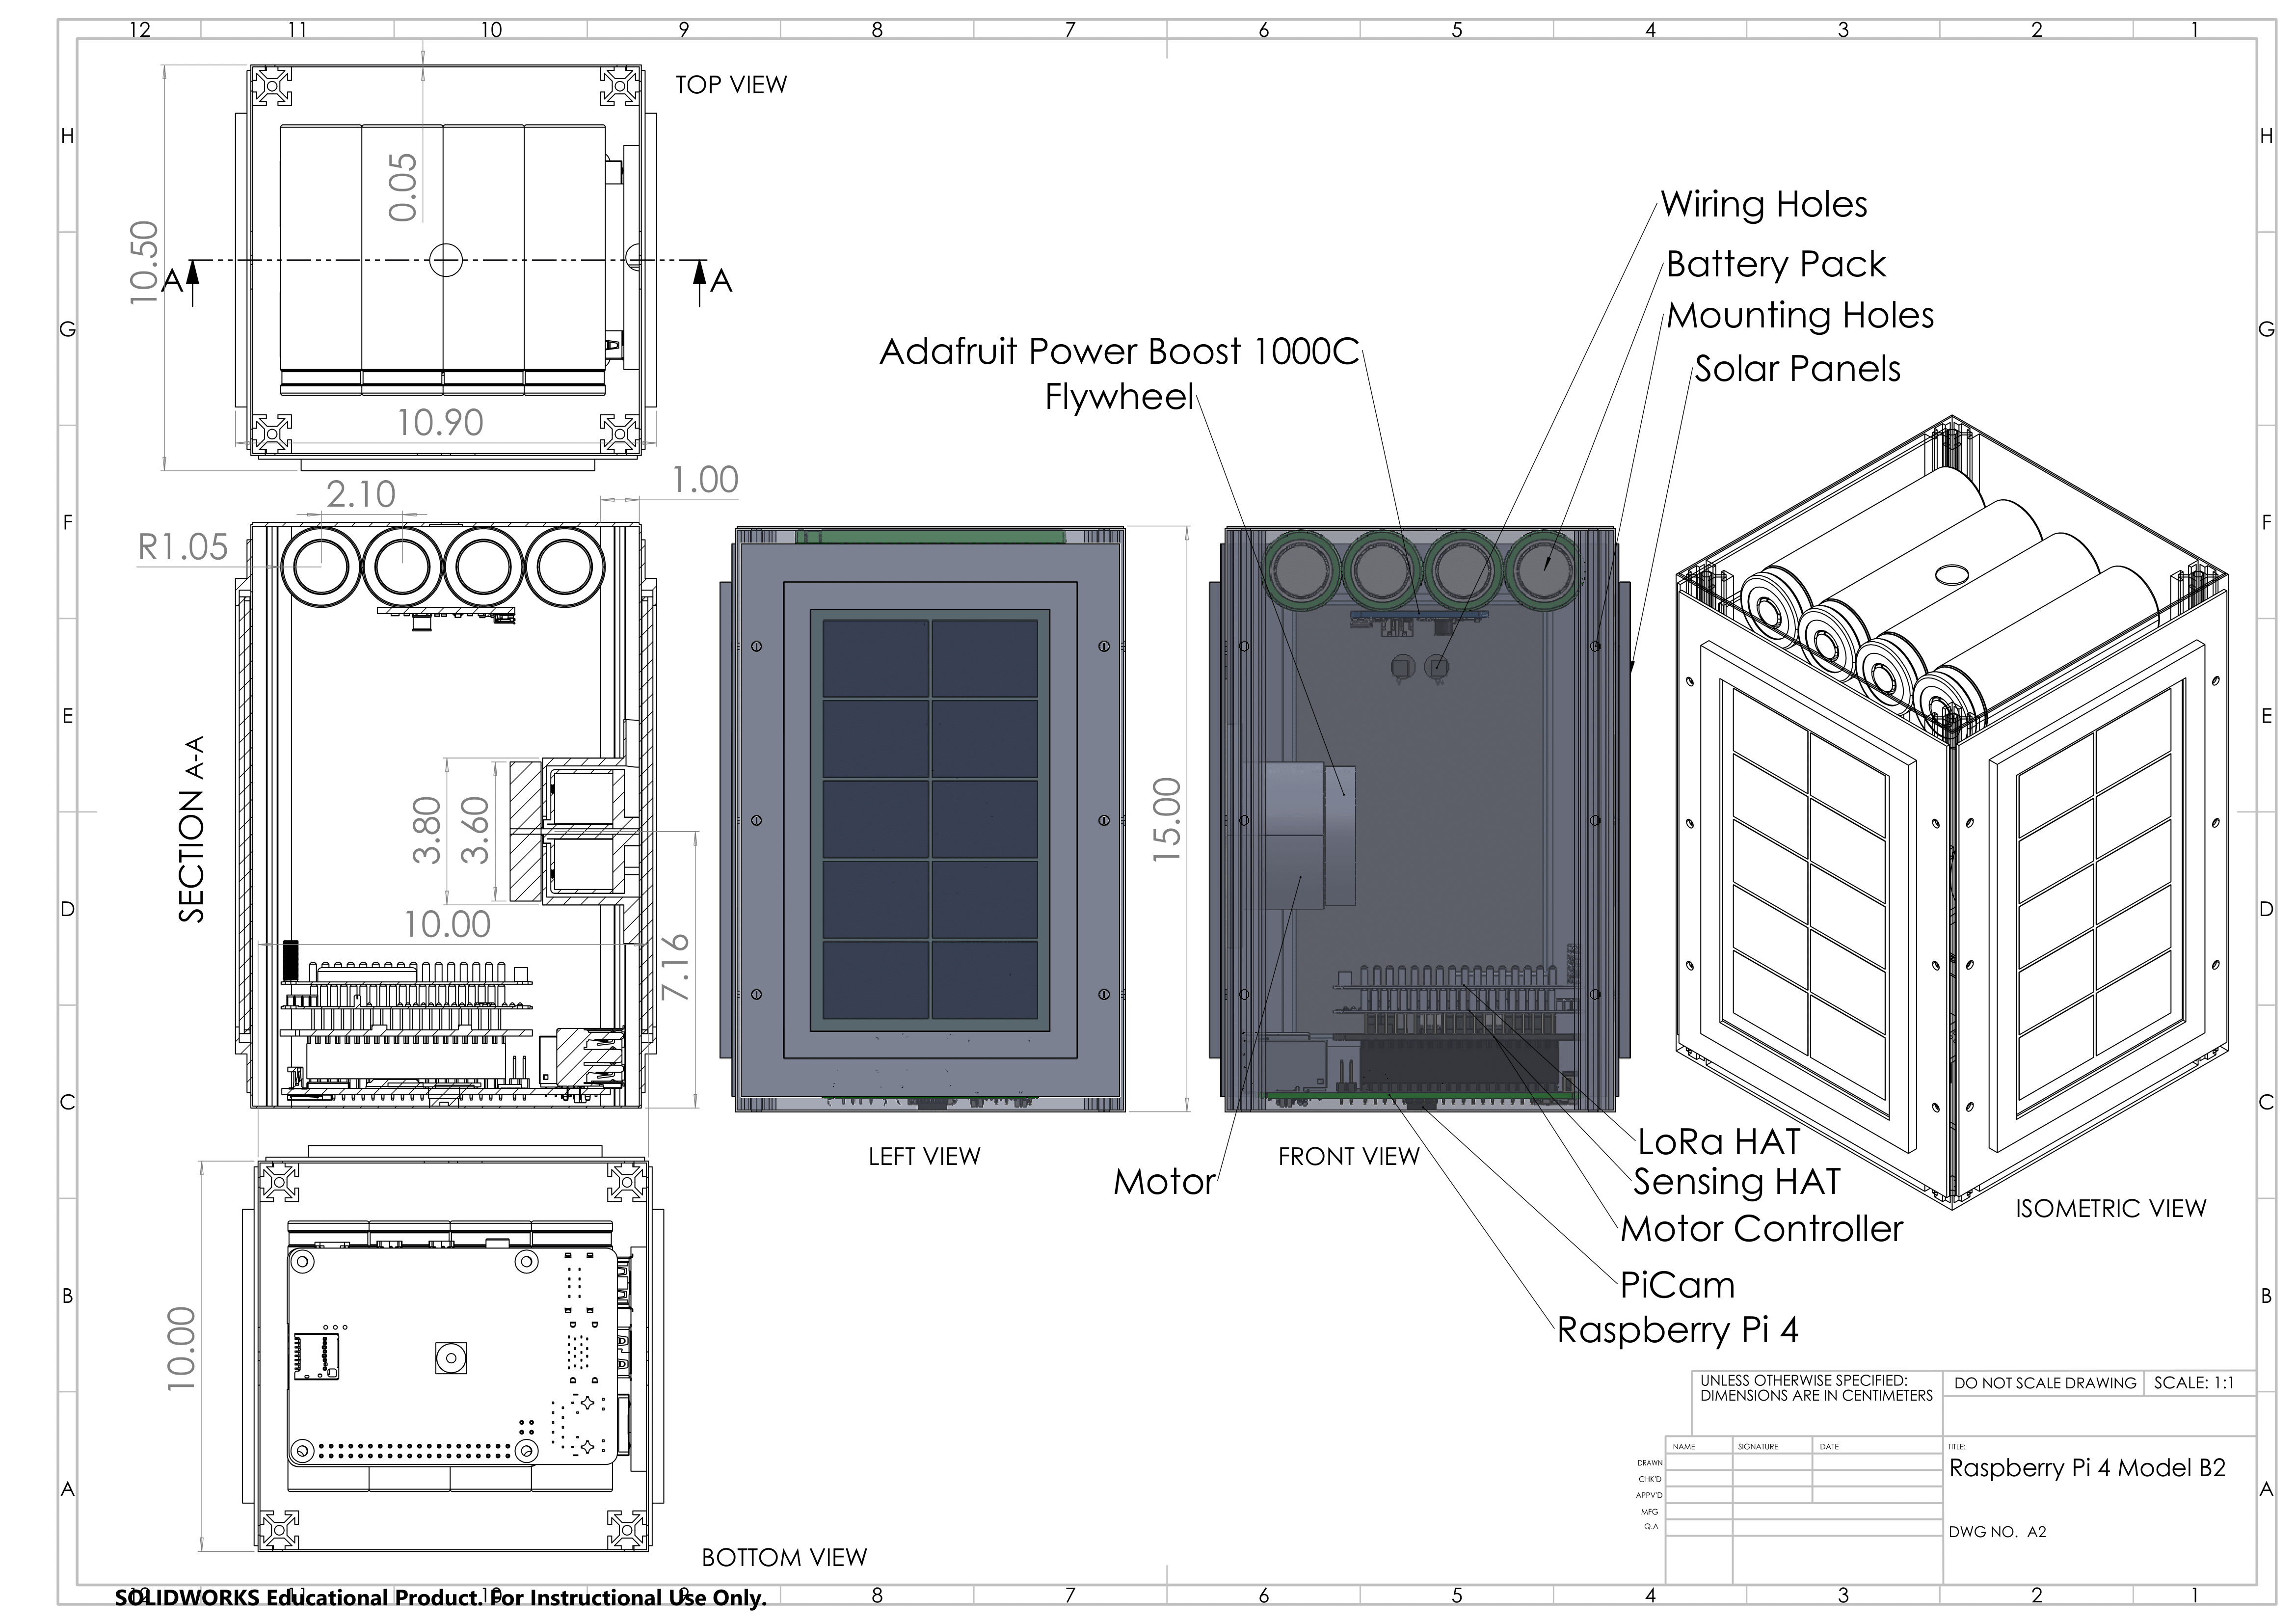 12 11 10 9 8 7 6 5 4 3 2 1
H
G
F
E
D
C
B
A
H
G
F
E
D
C
B
A
TOP VIEW
0.05
10.50
A
A
10.90
2.10
1.00
R1.05
SECTION A-A
3.80
3.60
10.00
7.16
10.00
BOTTOM VIEW
LEFT VIEW
15.00
FRONT VIEW
Wiring Holes
Battery Pack
Mounting Holes
Solar Panels
Adafruit Power Boost 1000C
Flywheel
Motor
LoRa HAT
Sensing HAT
Motor Controller
PiCam
Raspberry Pi 4
ISOMETRIC VIEW
UNLESS OTHERWISE SPECIFIED:
DIMENSIONS ARE IN CENTIMETERS
DO NOT SCALE DRAWING
SCALE: 1:1
NAME
SIGNATURE
DATE
DRAWN
CHK'D
APPV'D
MFG
Q.A
TITLE:
Raspberry Pi 4 Model B2
DWG NO. A2
12 11 10 9 8 7 6 5 4 3 2 1
SOLIDWORKS Educational Product. For Instructional Use Only.